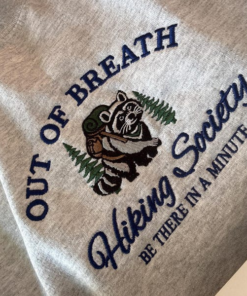 OUT OF BREATH
Hiking Society
BE THERE IN A MINUTE